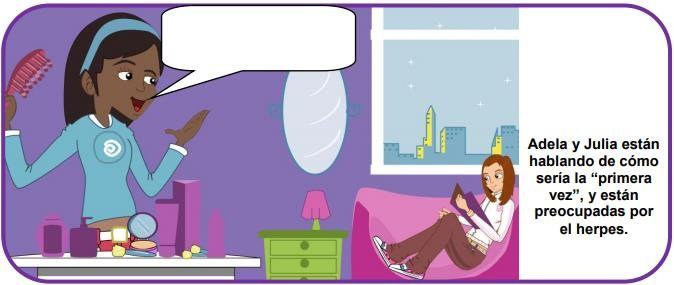 Adela y Julia están
hablando de cómo
sería la “primera
vez”, y están
preocupadas por
el herpes.